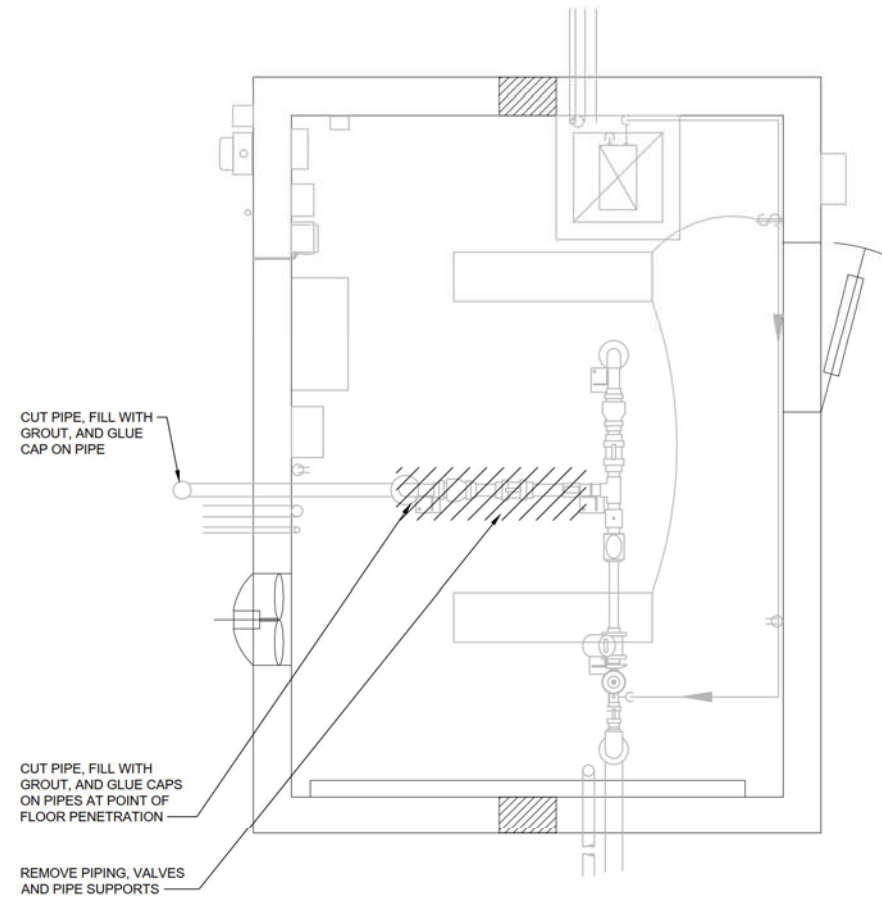 CUT PIPE, FILL WITH
GROUT, AND GLUE
CAP ON PIPE
CUT PIPE, FILL WITH
GROUT, AND GLUE CAPS
ON PIPES AT POINT OF
FLOOR PENETRATION
REMOVE PIPING, VALVES
AND PIPE SUPPORTS